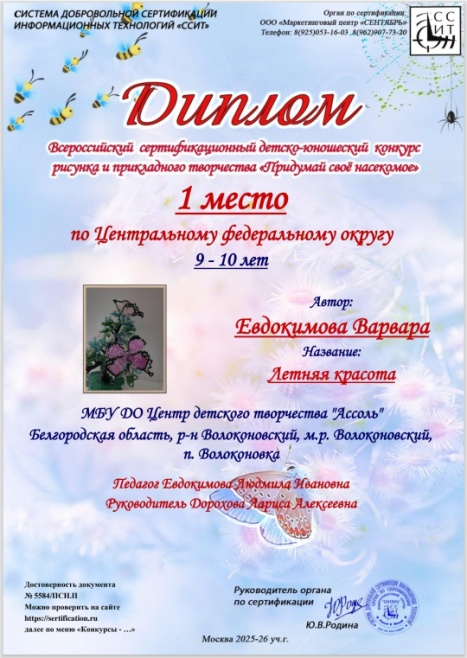 СИСТЕМА ДОБРОВОЛЬНОЙ СЕРТИФИКАЦИИ
ИНФОРМАЦИОННЫХ ТЕХНОЛОГИЙ «ССИТ»
Орган по сертификации
ООО «Маркетинговый центр «СЕНТЯБРЬ»
Телефон: 8(925)053-16-03 ,8(962)907-73-20
ССИТ
Диплом
Всероссийский сертификационный детско-юношеский конкурс
рисунка и прикладного творчества «Придумай своё насекомое»
1 место
по Центральному федеральному округу
9 - 10 лет
Автор:
Евдокимова Варвара
Название:
Летняя красота
МБУ ДО Центр детского творчества "Ассоль"
Белгородская область, р-н Волоконовский, м.р. Волоконовский,
п. Волоконовка
Педагог Евдокимова Людмила Ивановна
Руководитель Дорохова Лариса Алексеевна
Достоверность документа
№ 5584/ПСН.П
Можно проверить на сайте
https://sertification.ru
далее по меню «Конкурсы - …»
Руководитель органа
по сертификации
Ю.В.Родина
Москва 2025-26 уч.г.